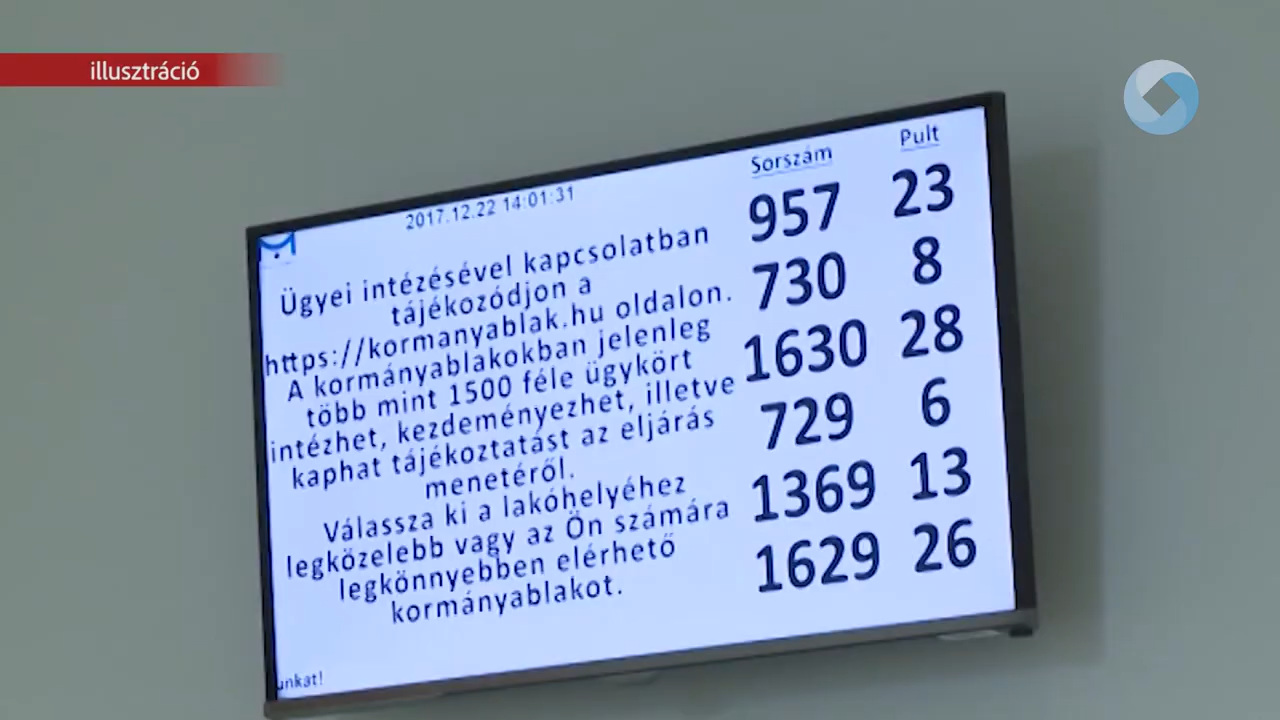 illusztráció
2017.12.22 14:01:31
Ügyei intézésével kapcsolatban
tájékozódjon a
https://kormanyablak.hu oldalon.
A kormányablakokban jelenleg
több mint 1500 féle ügykört
intézhet, kezdeményezhet, illetve
kaphat tájékoztatást az eljárás
menetéről.
Válassza ki a lakóhelyéhez
legközelebb vagy az Ön számára
legkönnyebben elérhető
kormányablakot.
unkat!
Sorszám Pult
957 23
730 8
1630 28
729 6
1369 13
1629 26